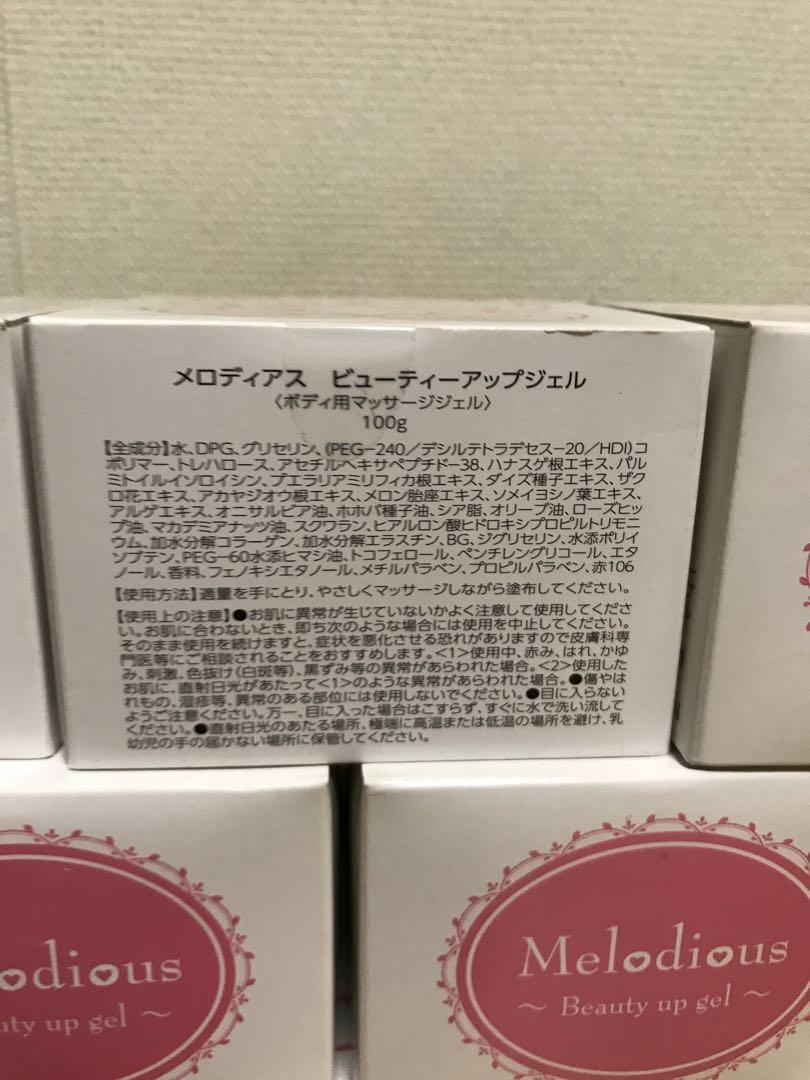 メロディアス ビューティーアップジェル
〈ボディ用マッサージジェル〉
100g
【全成分】水、DPG、グリセリン、(PEG-240/デシルテトラデセス-20/HDI)コ
ポリマー、トレハロース、アセチルヘキサペプチド-38、ハナスゲ根エキス、パル
ミトイルイソロイシン、プエラリアミリフィカ根エキス、ダイズ種子エキス、ザク
ロ花エキス、アカヤジオウ根エキス、メロン胎座エキス、ソメイヨシノ葉エキス、
アルゲエキス、オニサルビア油、ホホバ種子油、シア脂、オリーブ油、ローズヒッ
プ油、マカデミアナッツ油、スクワラン、ヒアルロン酸ヒドロキシプロピルトリモニ
ウム、加水分解コラーゲン、加水分解エラスチン、BG、ジグリセリン、水添ポリイ
ソブテン、PEG-60水添ヒマシ油、トコフェロール、ペンチレングリコール、エタ
ノール、香料、フェノキシエタノール、メチルパラベン、プロピルパラベン、赤106
【使用方法】適量を手にとり、やさしくマッサージしながら塗布してください。
【使用上の注意】●お肌に異常が生じていないかよく注意して使用してくださ
い。お肌に合わないとき、即ち次のような場合には使用を中止してください。
そのまま使用を続けますと、症状を悪化させる恐れがありますので皮膚科専
門医等にご相談されることをおすすめします。<1>使用中、赤み、はれ、かゆ
み、刺激、色抜け(白斑等)、黒ずみ等の異常があらわれた場合。<2>使用した
お肌に、直射日光があたって<1>のような異常があらわれた場合。●傷やは
れもの、湿疹等、異常のある部位には使用しないでください。●目に入らない
ようご注意ください。万一、目に入った場合はこすらず、すぐに水で洗い流して
ください。●直射日光のあたる場所、極端に高温または低温の場所を避け、乳
幼児の手の届かない場所に保管してください。
odious
uty up gel ～
Melodious
～ Beauty up gel ～